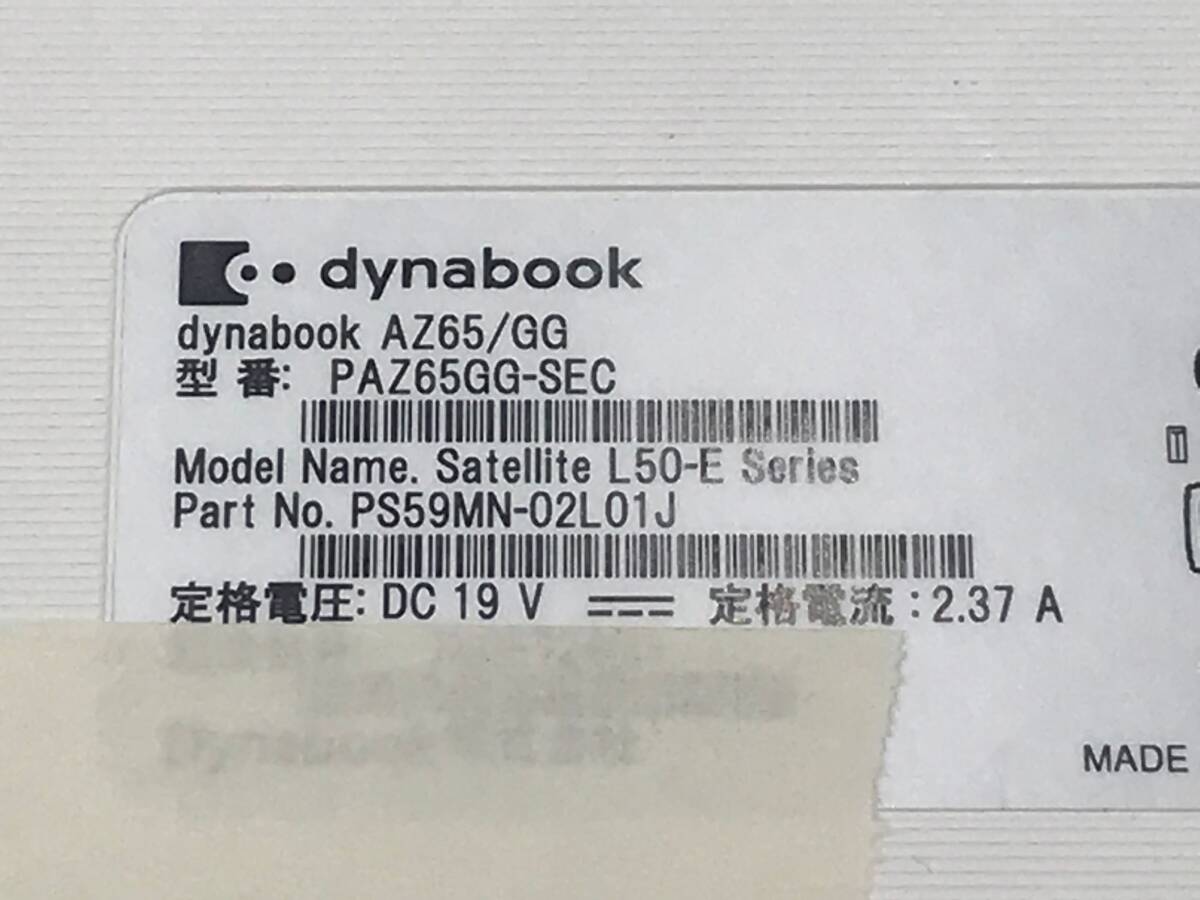 dynabook
dynabook AZ65/GG
型 番: PAZ65GG-SEC
Model Name. Satellite L50-E Series
Part No. PS59MN-02L01J
定格電圧: DC 19 V 定格電流 : 2.37 A
MADE